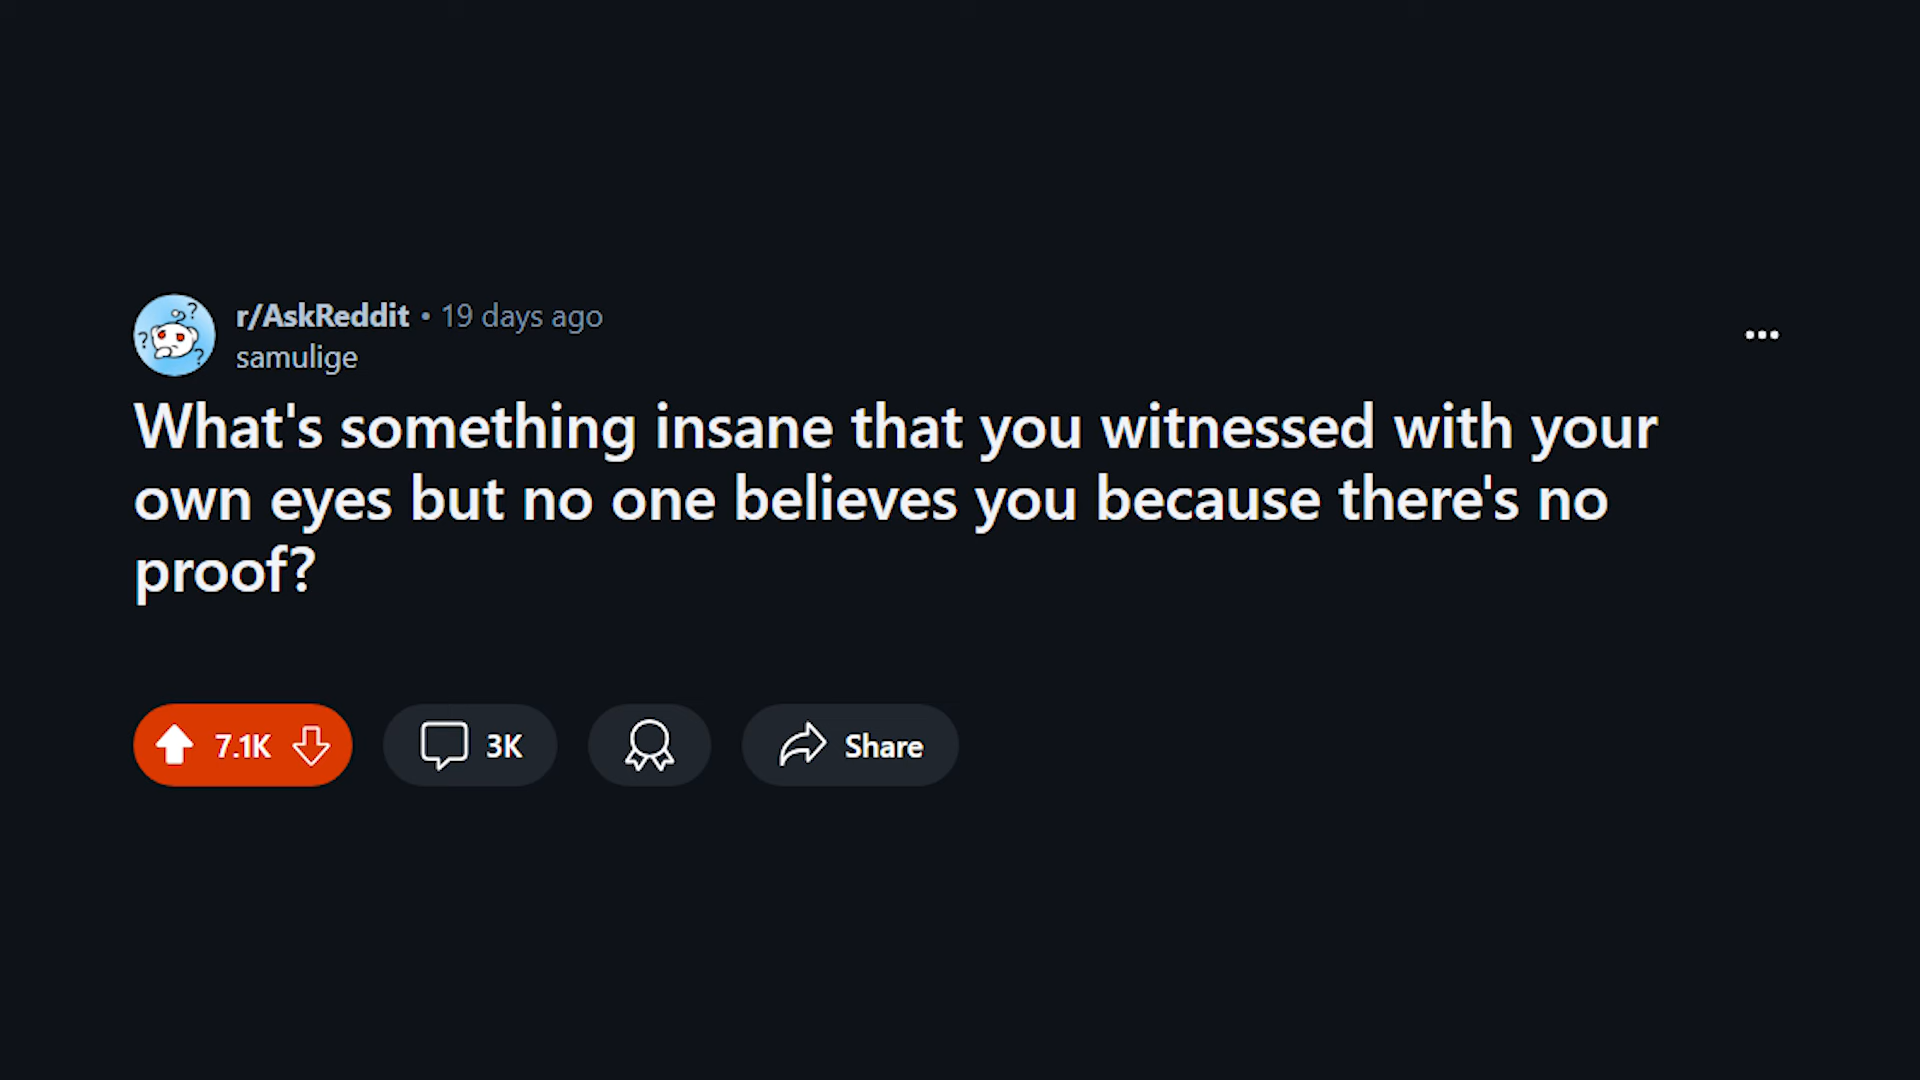 r/AskReddit • 19 days ago
samulige
What's something insane that you witnessed with your
own eyes but no one believes you because there's no
proof?
7.1K
3K
Share